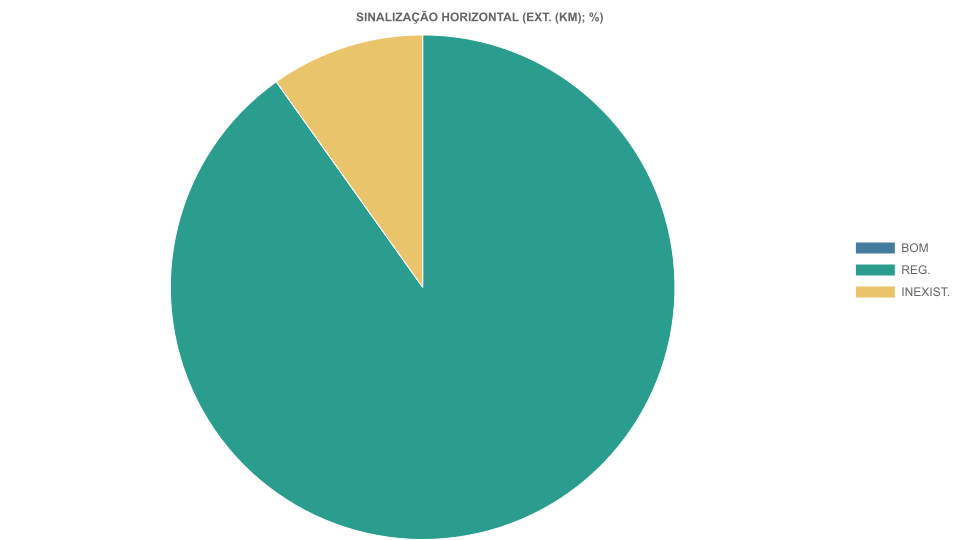 SINALIZAÇÃO HORIZONTAL (EXT. (KM); %)
BOM
REG.
INEXIST.